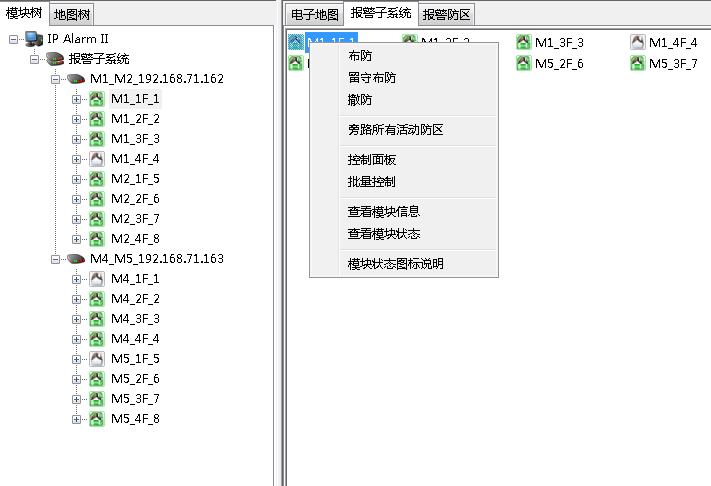 模块树 地图树
IP Alarm II
报警子系统
M1_M2_192.168.71.162
M1_1F_1
M1_2F_2
M1_3F_3
M1_4F_4
M2_1F_5
M2_2F_6
M2_3F_7
M2_4F_8
M4_M5_192.168.71.163
M4_1F_1
M4_2F_2
M4_3F_3
M4_4F_4
M5_1F_5
M5_2F_6
M5_3F_7
M5_4F_8
电子地图 报警子系统 报警防区
M1_1F_1 M1_2F_2 M1_3F_3 M1_4F_4
M5_2F_6 M5_3F_7
布防
留守布防
撤防
旁路所有活动防区
控制面板
批量控制
查看模块信息
查看模块状态
模块状态图标说明